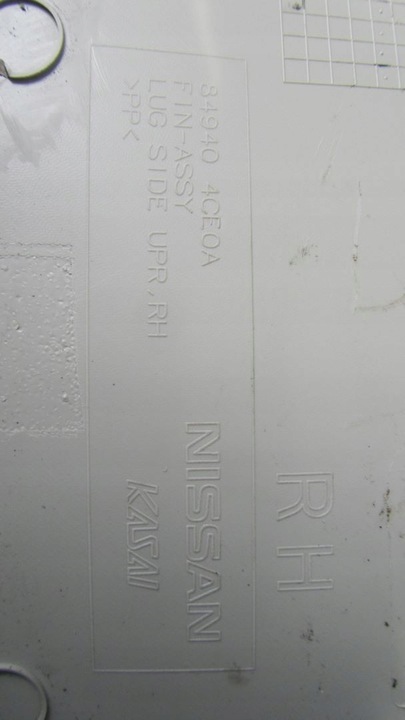 84940 4CE0A
FIN-ASSY
LUG SIDE UPR,RH
>PP<
NISSAN
KASAI
RH